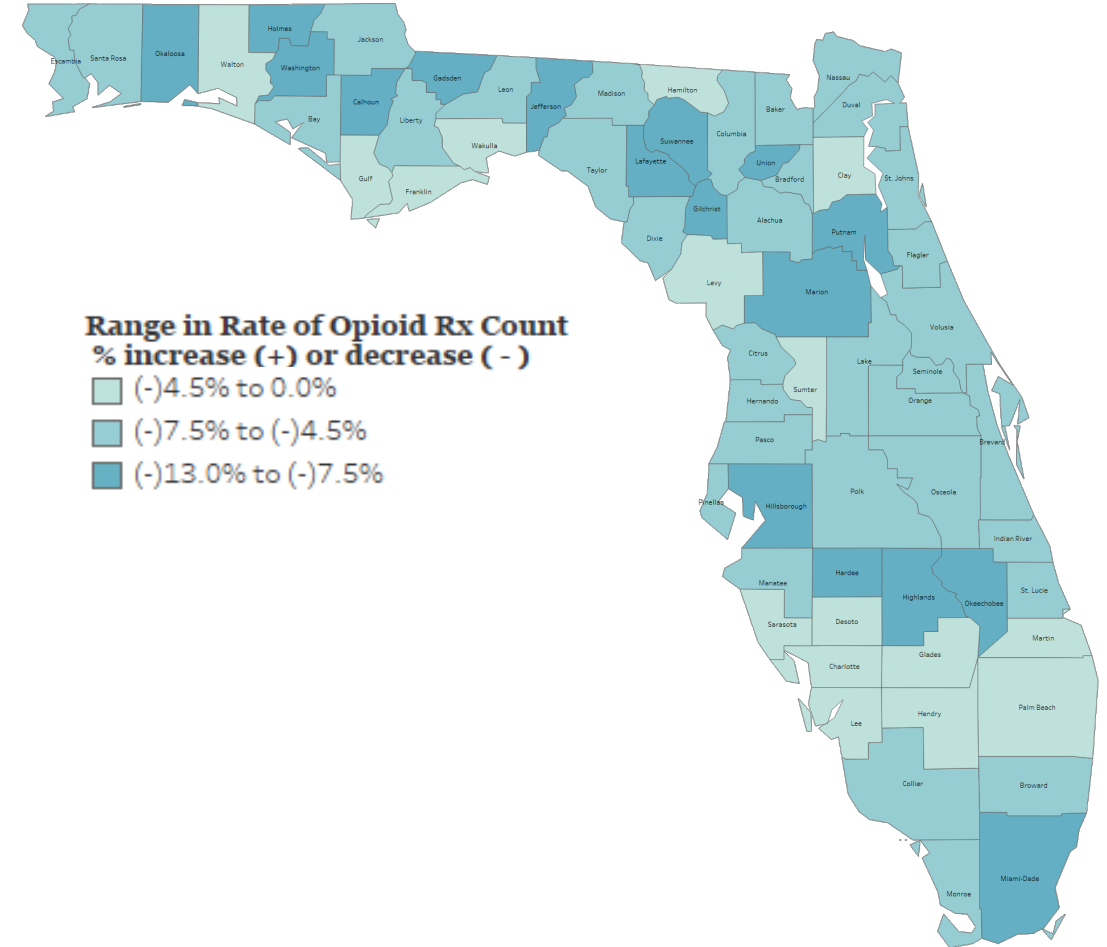 Holmes
Jackson
Escambia
Santa Rosa
Okaloosa
Walton
Washington
Gadsden
Nassau
Calhoun
Leon
Jefferson
Madison
Hamilton
Baker
Duval
Bay
Liberty
Columbia
Wakulla
Suwannee
Lafayette
Union
Taylor
Gulf
Franklin
Bradford
Clay
St. Johns
Gilchrist
Alachua
Dixie
Putnam
Flagler
Levy
Marion
Range in Rate of Opioid Rx Count
% increase (+) or decrease ( - )
(-)4.5% to 0.0%
(-)7.5% to (-)4.5%
(-)13.0% to (-)7.5%
Volusia
Citrus
Lake
Seminole
Sumter
Hernando
Orange
Pasco
Brevard
Pinellas
Hillsborough
Polk
Osceola
Indian River
Manatee
Hardee
Highlands
Okeechobee
St. Lucie
Sarasota
Desoto
Martin
Glades
Charlotte
Lee
Hendry
Palm Beach
Collier
Broward
Miami-Dade
Monroe